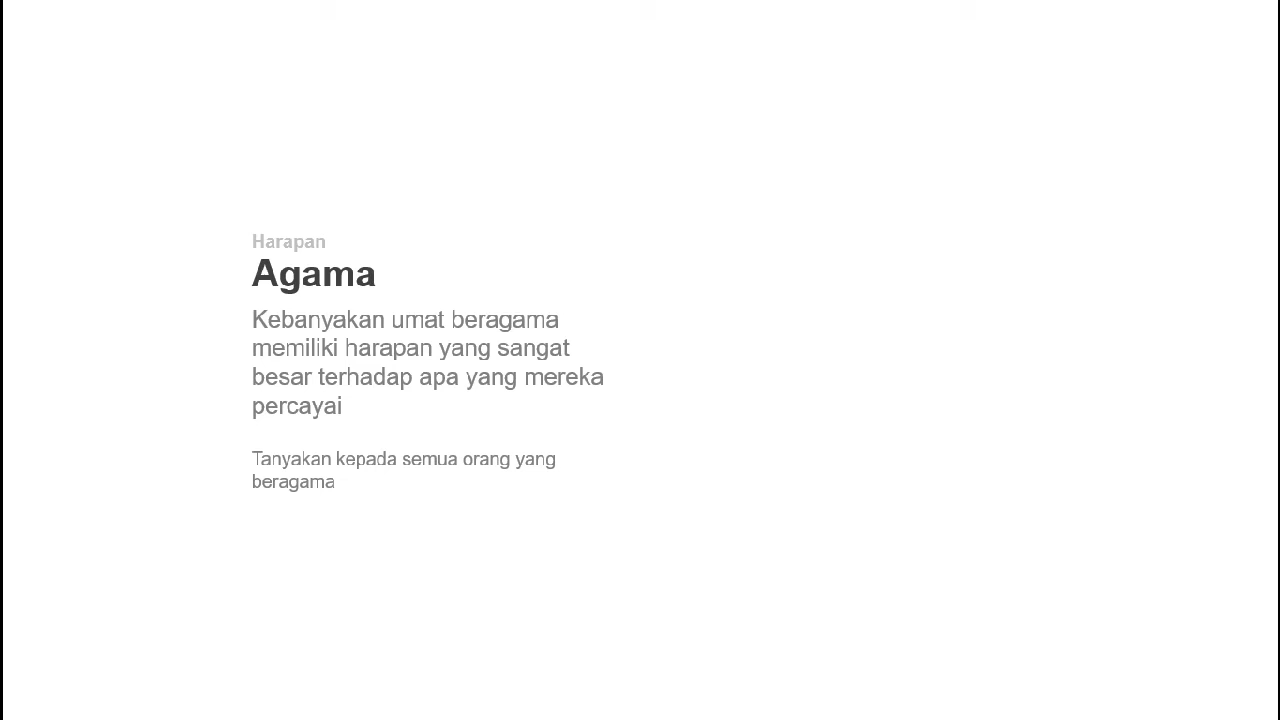 Harapan
Agama
Kebanyakan umat beragama
memiliki harapan yang sangat
besar terhadap apa yang mereka
percayai
Tanyakan kepada semua orang yang
beragama